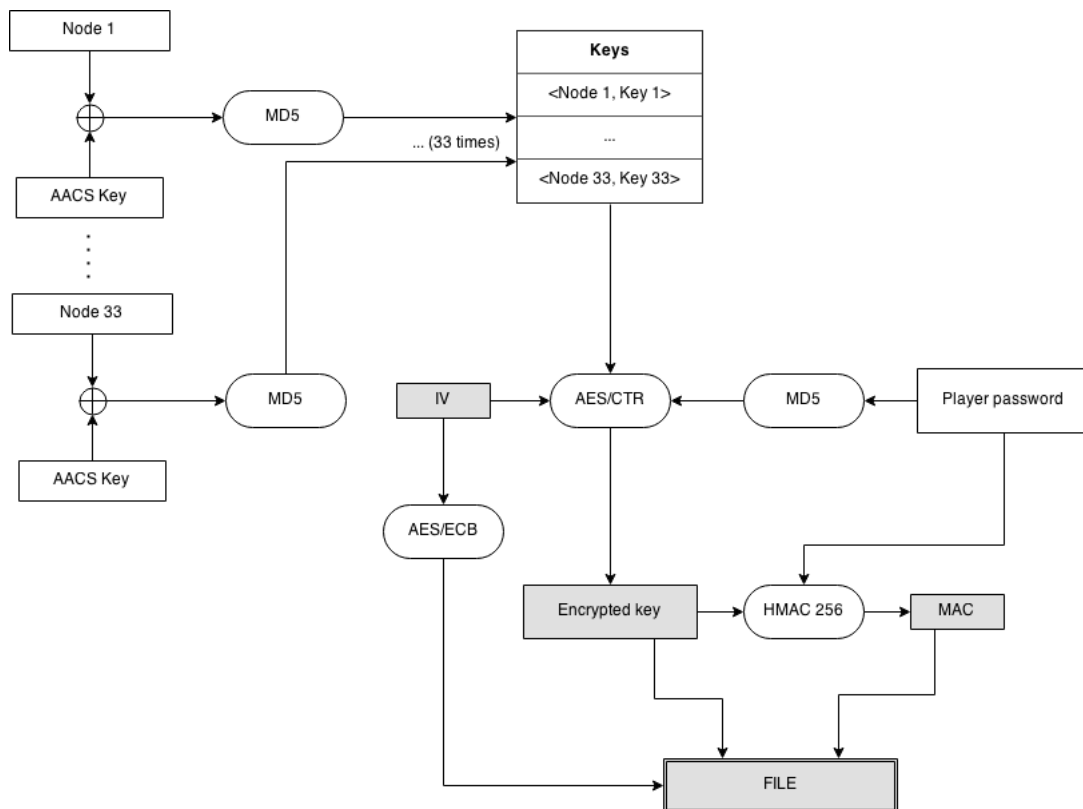 Node 1
Keys
<Node 1, Key 1>
MD5
... (33 times)
...
AACS Key
<Node 33, Key 33>
Node 33
IV
AES/CTR
MD5
Player password
MD5
AACS Key
AES/ECB
Encrypted key
HMAC 256
MAC
FILE